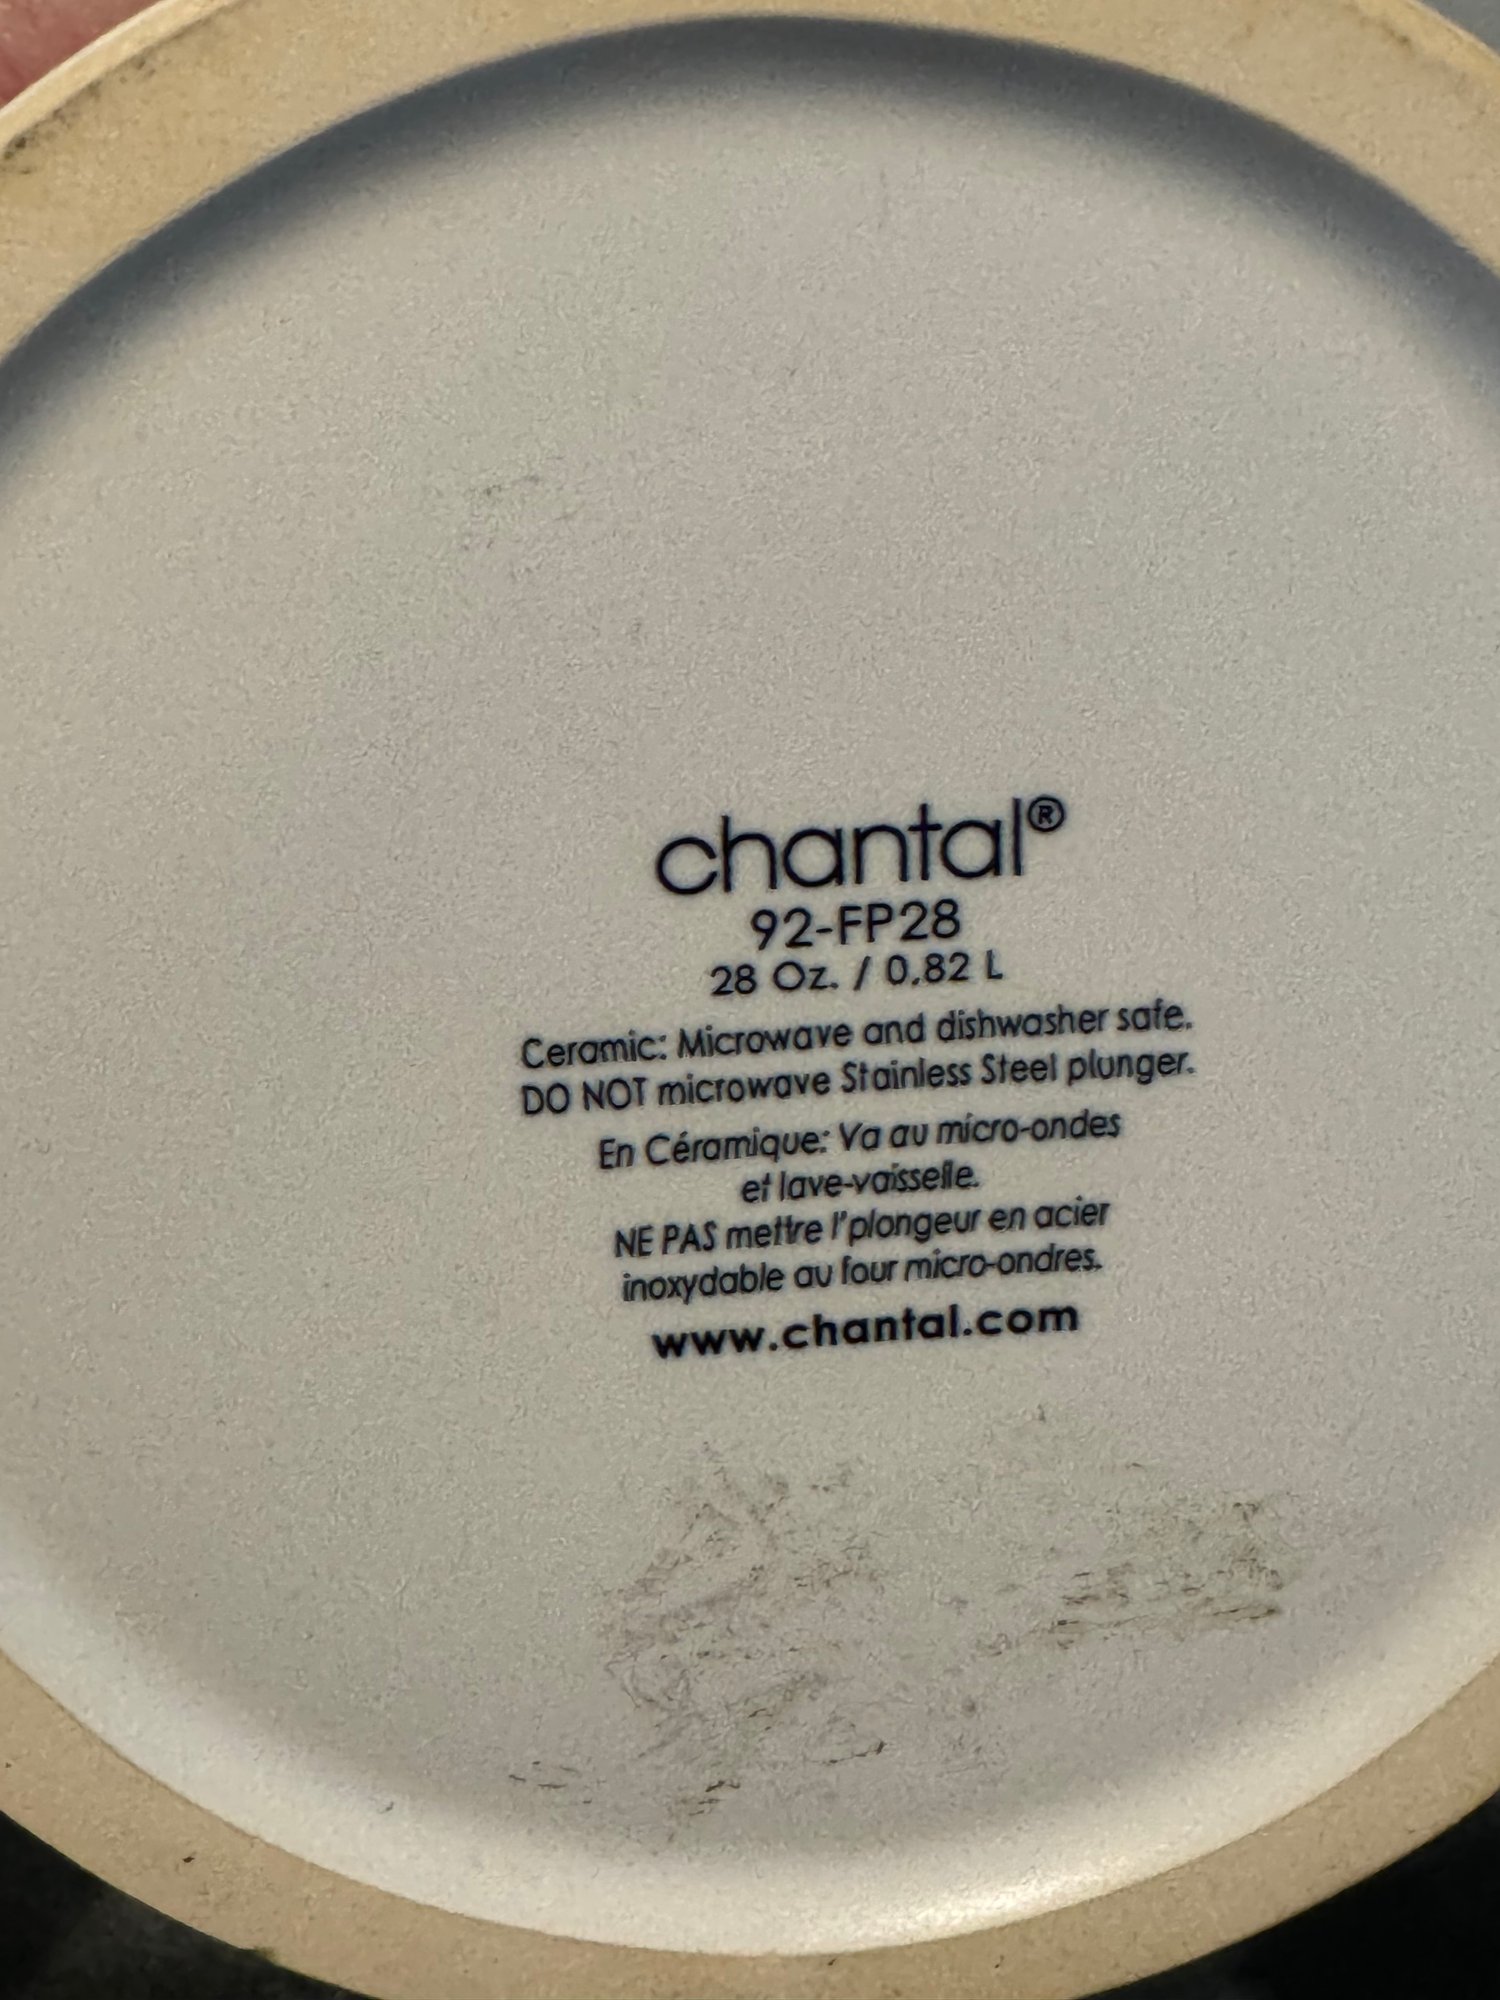 chantal®
92-FP28
28 Oz. / 0.82 L
Ceramic: Microwave and dishwasher safe.
DO NOT microwave Stainless Steel plunger.
En Céramique: Va au micro-ondes
et lave-vaisselle.
NE PAS mettre l'plongeur en acier
inoxydable au four micro-ondres.
www.chantal.com